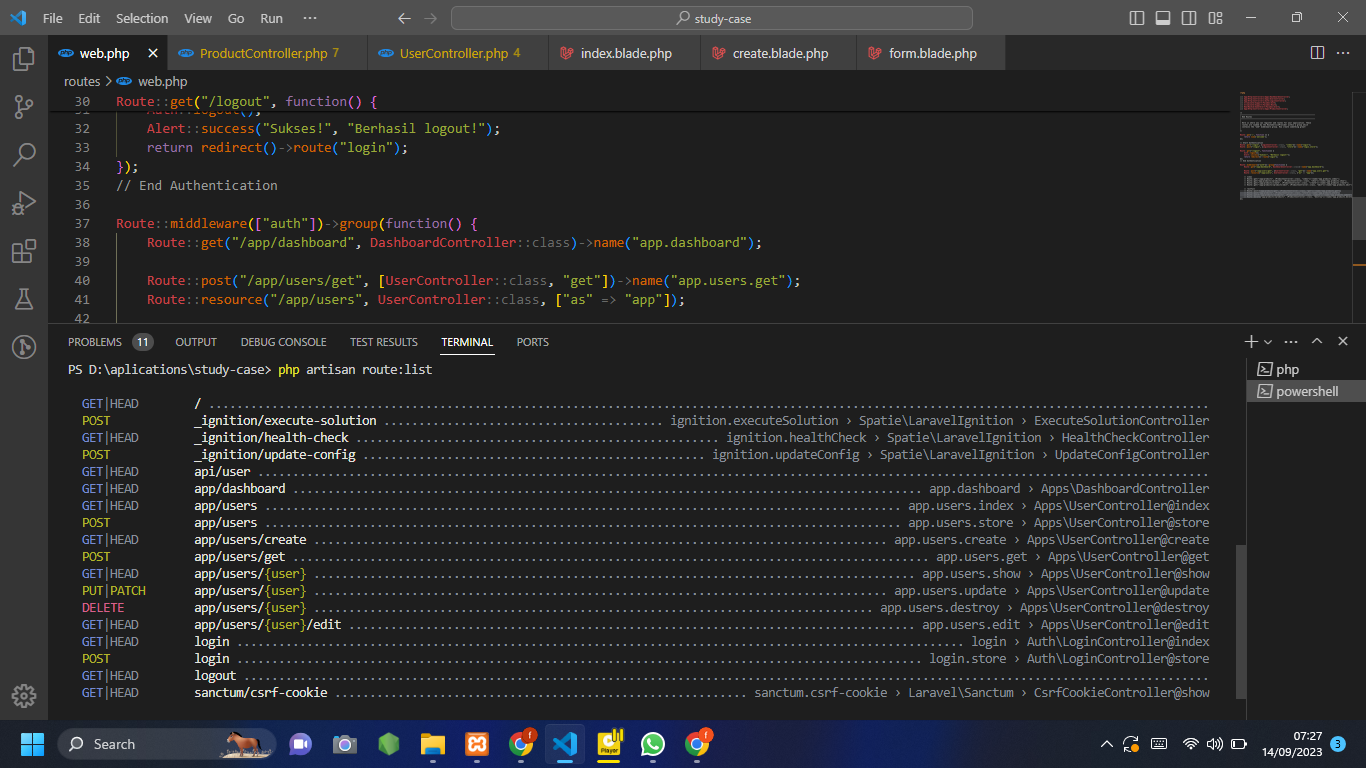 File Edit Selection View Go Run ··· study-case
web.php ProductController.php 7 UserController.php 4 index.blade.php create.blade.php form.blade.php
routes > web.php
30 Route::get("/logout", function() {
32 Alert::success("Sukses!", "Berhasil logout!");
33 return redirect()->route("login");
34 });
35 // End Authentication
36
37 Route::middleware(["auth"])->group(function() {
38 Route::get("/app/dashboard", DashboardController::class)->name("app.dashboard");
39
40 Route::post("/app/users/get", [UserController::class, "get"])->name("app.users.get");
41 Route::resource("/app/users", UserController::class, ["as" => "app"]);
42
PROBLEMS 11 OUTPUT DEBUG CONSOLE TEST RESULTS TERMINAL PORTS
PS D:\aplications\study-case> php artisan route:list
php
powershell
GET|HEAD / ........
POST _ignition/execute-solution ........ ignition.executeSolution › Spatie\LaravelIgnition › ExecuteSolutionController
GET|HEAD _ignition/health-check ........ ignition.healthCheck › Spatie\LaravelIgnition › HealthCheckController
POST _ignition/update-config ........ ignition.updateConfig › Spatie\LaravelIgnition › UpdateConfigController
GET|HEAD api/user ........
GET|HEAD app/dashboard ........ app.dashboard › Apps\DashboardController
GET|HEAD app/users ........ app.users.index › Apps\UserController@index
POST app/users ........ app.users.store › Apps\UserController@store
GET|HEAD app/users/create ........ app.users.create › Apps\UserController@create
POST app/users/get ........ app.users.get › Apps\UserController@get
GET|HEAD app/users/{user} ........ app.users.show › Apps\UserController@show
PUT|PATCH app/users/{user} ........ app.users.update › Apps\UserController@update
DELETE app/users/{user} ........ app.users.destroy › Apps\UserController@destroy
GET|HEAD app/users/{user}/edit ........ app.users.edit › Apps\UserController@edit
GET|HEAD login ........ login › Auth\LoginController@index
POST login ........ login.store › Auth\LoginController@store
GET|HEAD logout ........
GET|HEAD sanctum/csrf-cookie ........ sanctum.csrf-cookie › Laravel\Sanctum › CsrfCookieController@show
Search
Player
07:27
14/09/2023
3